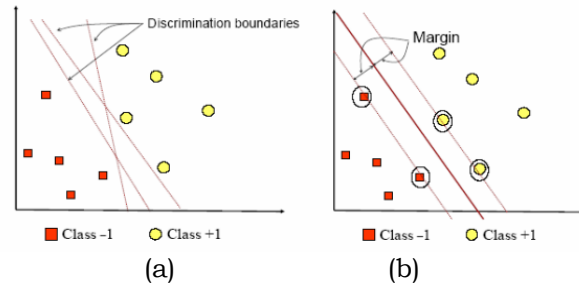 Discrimination boundaries
Class –1 Class +1
(a)
Margin
Class –1 Class +1
(b)